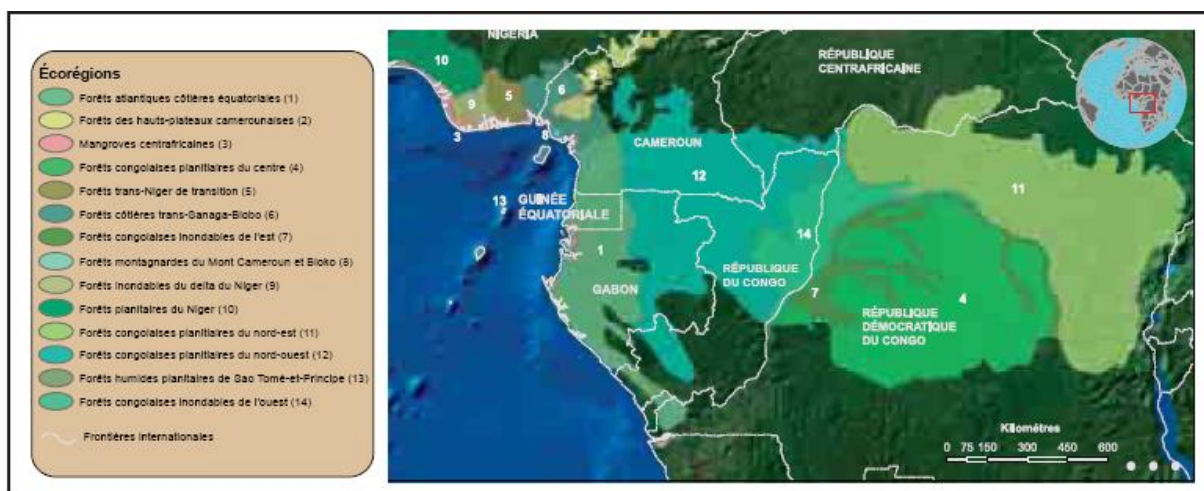 Écorégions
Forêts atlantiques côtières équatoriales (1)
Forêts des hauts-plateaux camerounaises (2)
Mangroves centrafricaines (3)
Forêts congolaises planitiaires du centre (4)
Forêts trans-Niger de transition (5)
Forêts côtières trans-Sanaga-Bioko (6)
Forêts congolaises inondables de l'est (7)
Forêts montagnardes du Mont Cameroun et Bioko (8)
Forêts inondables du delta du Niger (9)
Forêts planitiaires du Niger (10)
Forêts congolaises planitiaires du nord-est (11)
Forêts congolaises planitiaires du nord-ouest (12)
Forêts humides planitiaires de Sao Tomé-et-Principe (13)
Forêts congolaises inondables de l'ouest (14)
Frontières internationales
NIGERIA
RÉPUBLIQUE
CENTRAFRICAINE
10
2
9
5
6
3
8
CAMEROUN
12
11
13
GUINÉE
ÉQUATORIALE
14
1
RÉPUBLIQUE
DU CONGO
GABON
7
4
RÉPUBLIQUE
DÉMOCRATIQUE
DU CONGO
Kilomètres
0 75 150 300 450 600